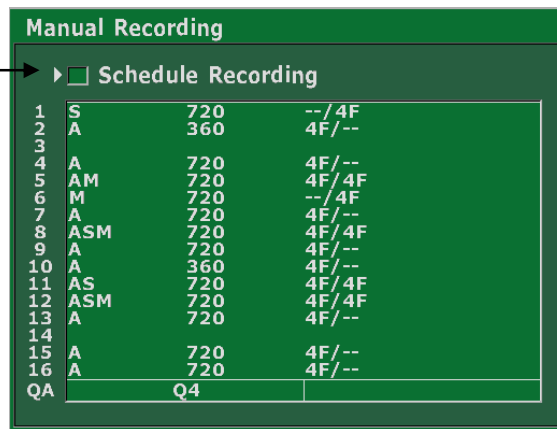 Manual Recording
Schedule Recording
1 S 720 --/4F
2 A 360 4F/--
3
4 A 720 4F/--
5 AM 720 4F/4F
6 M 720 --/4F
7 A 720 4F/--
8 ASM 720 4F/4F
9 A 720 4F/--
10 A 360 4F/--
11 AS 720 4F/4F
12 ASM 720 4F/4F
13 A 720 4F/--
14
15 A 720 4F/--
16 A 720 4F/--
QA Q4